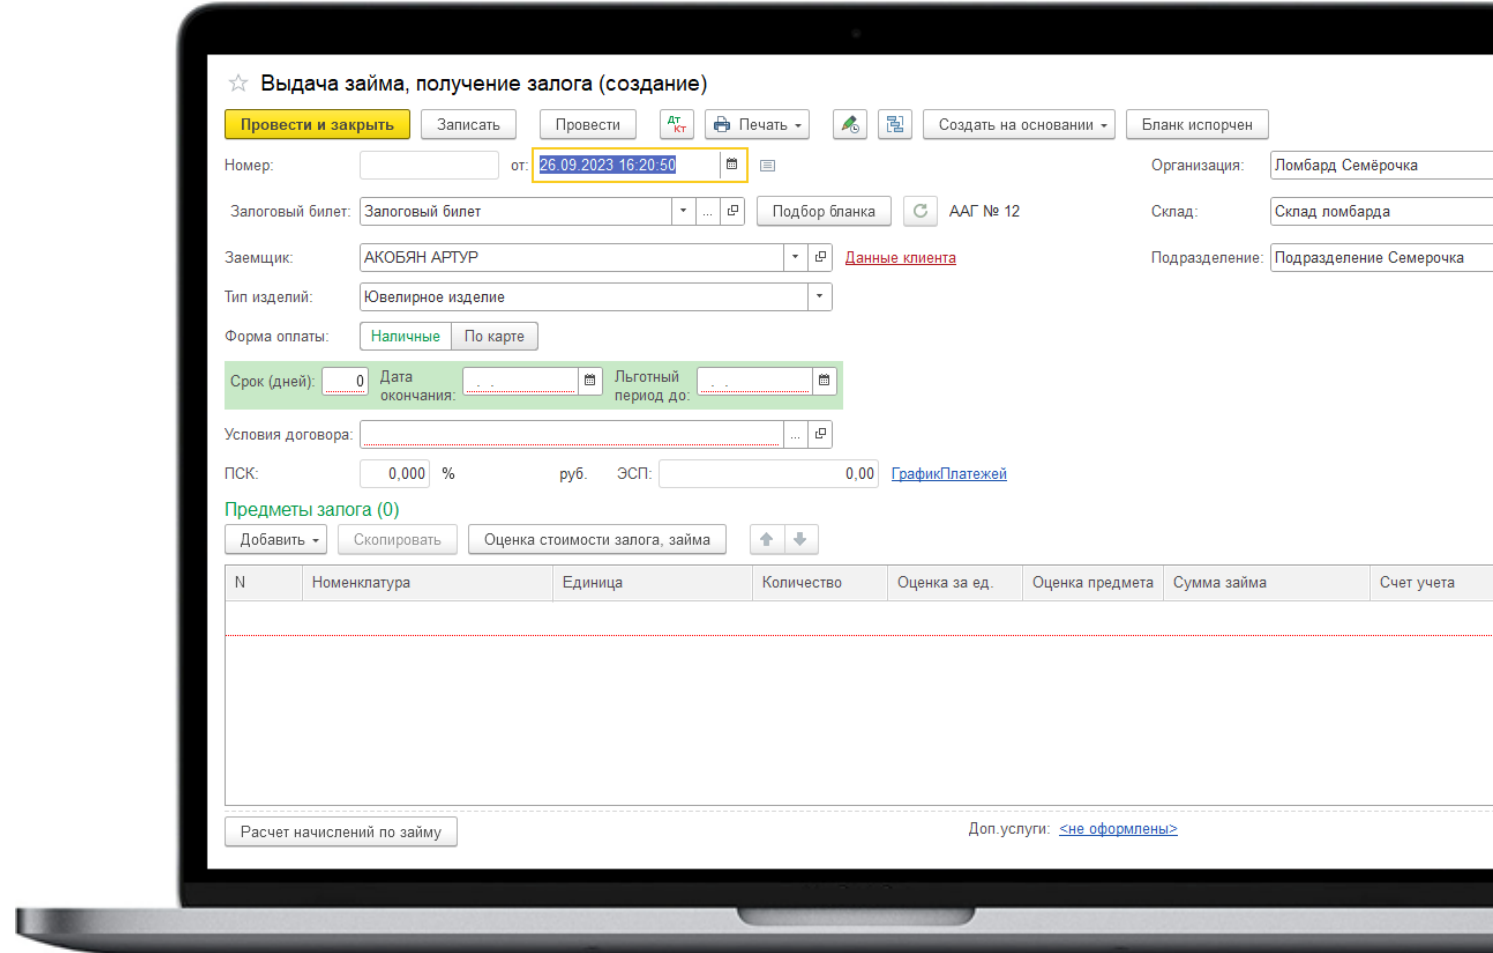 Выдача займа, получение залога (создание)
Провести и закрыть Записать Провести Дт Кт Печать Создать на основании Бланк испорчен
Номер: от: 26.09.2023 16:20:50 Организация: Ломбард Семёрочка
Залоговый билет: Залоговый билет ... Подбор бланка ААГ № 12 Склад: Склад ломбарда
Заемщик: АКОБЯН АРТУР Данные клиента Подразделение: Подразделение Семерочка
Тип изделий: Ювелирное изделие
Форма оплаты: Наличные По карте
Срок (дней): 0 Дата окончания: . . Льготный период до: . .
Условия договора: ...
ПСК: 0,000 % руб. ЭСП: 0,00 ГрафикПлатежей
Предметы залога (0)
Добавить Скопировать Оценка стоимости залога, займа
N Номенклатура Единица Количество Оценка за ед. Оценка предмета Сумма займа Счет учета
Расчет начислений по займу Доп.услуги: <не оформлены>